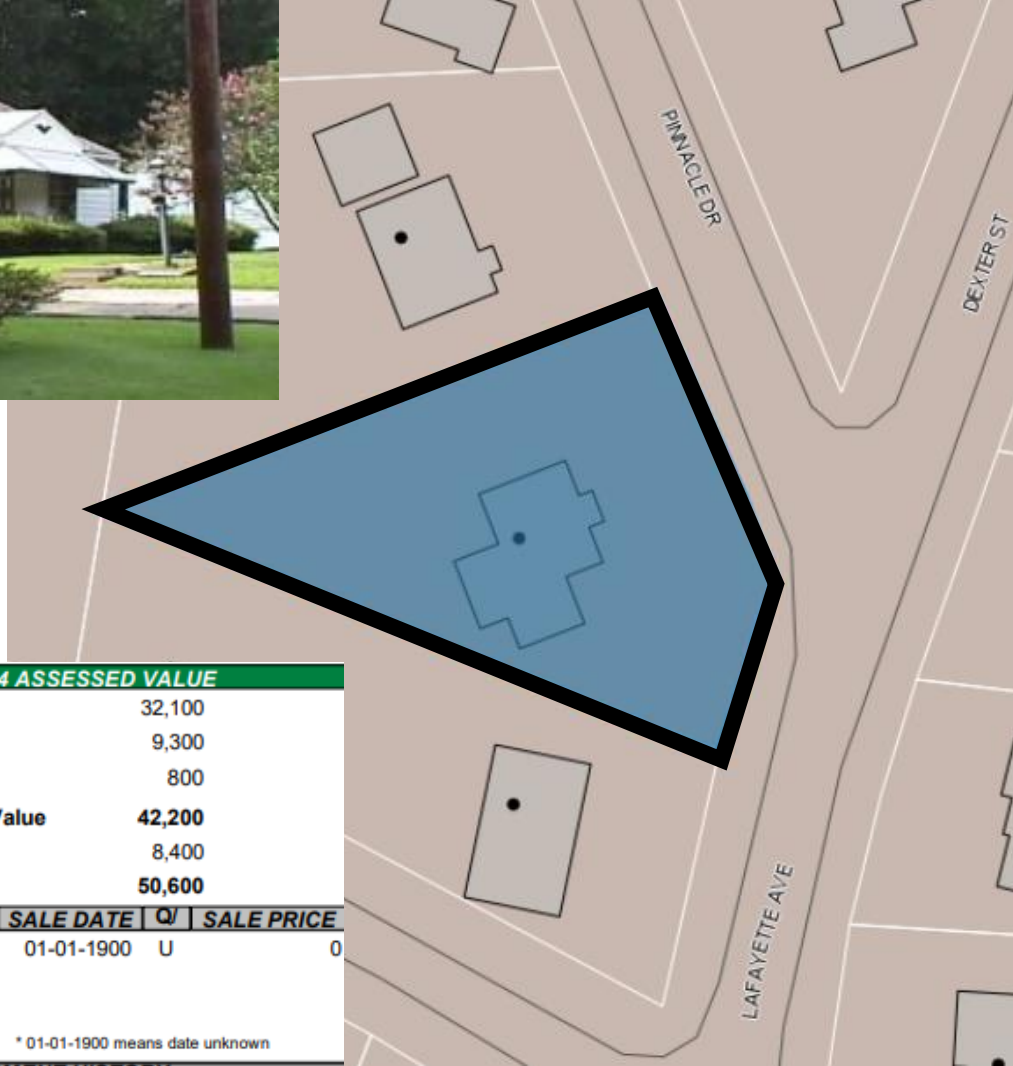 PINNACLE DR
DEXTER ST
4 ASSESSED VALUE
32,100
9,300
800
Value 42,200
8,400
50,600
SALE DATE Q/ SALE PRICE
01-01-1900 U 0
* 01-01-1900 means date unknown
LAFAYETTE AVE